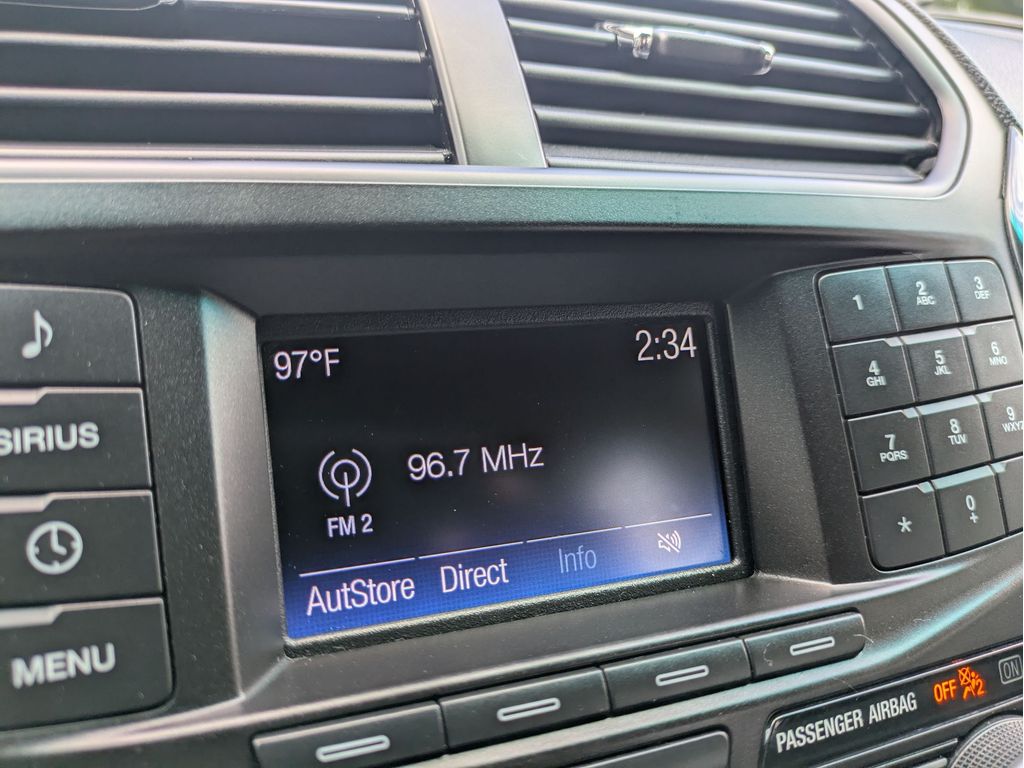 97°F 2:34
96.7 MHz
FM 2
AutStore Direct Info
SIRIUS
MENU
1 2 ABC 3 DEF
4 GHI 5 JKL 6 MNO
7 PQRS 8 TUV 9 WXYZ
* 0 +
PASSENGER AIRBAG OFF 2 ON